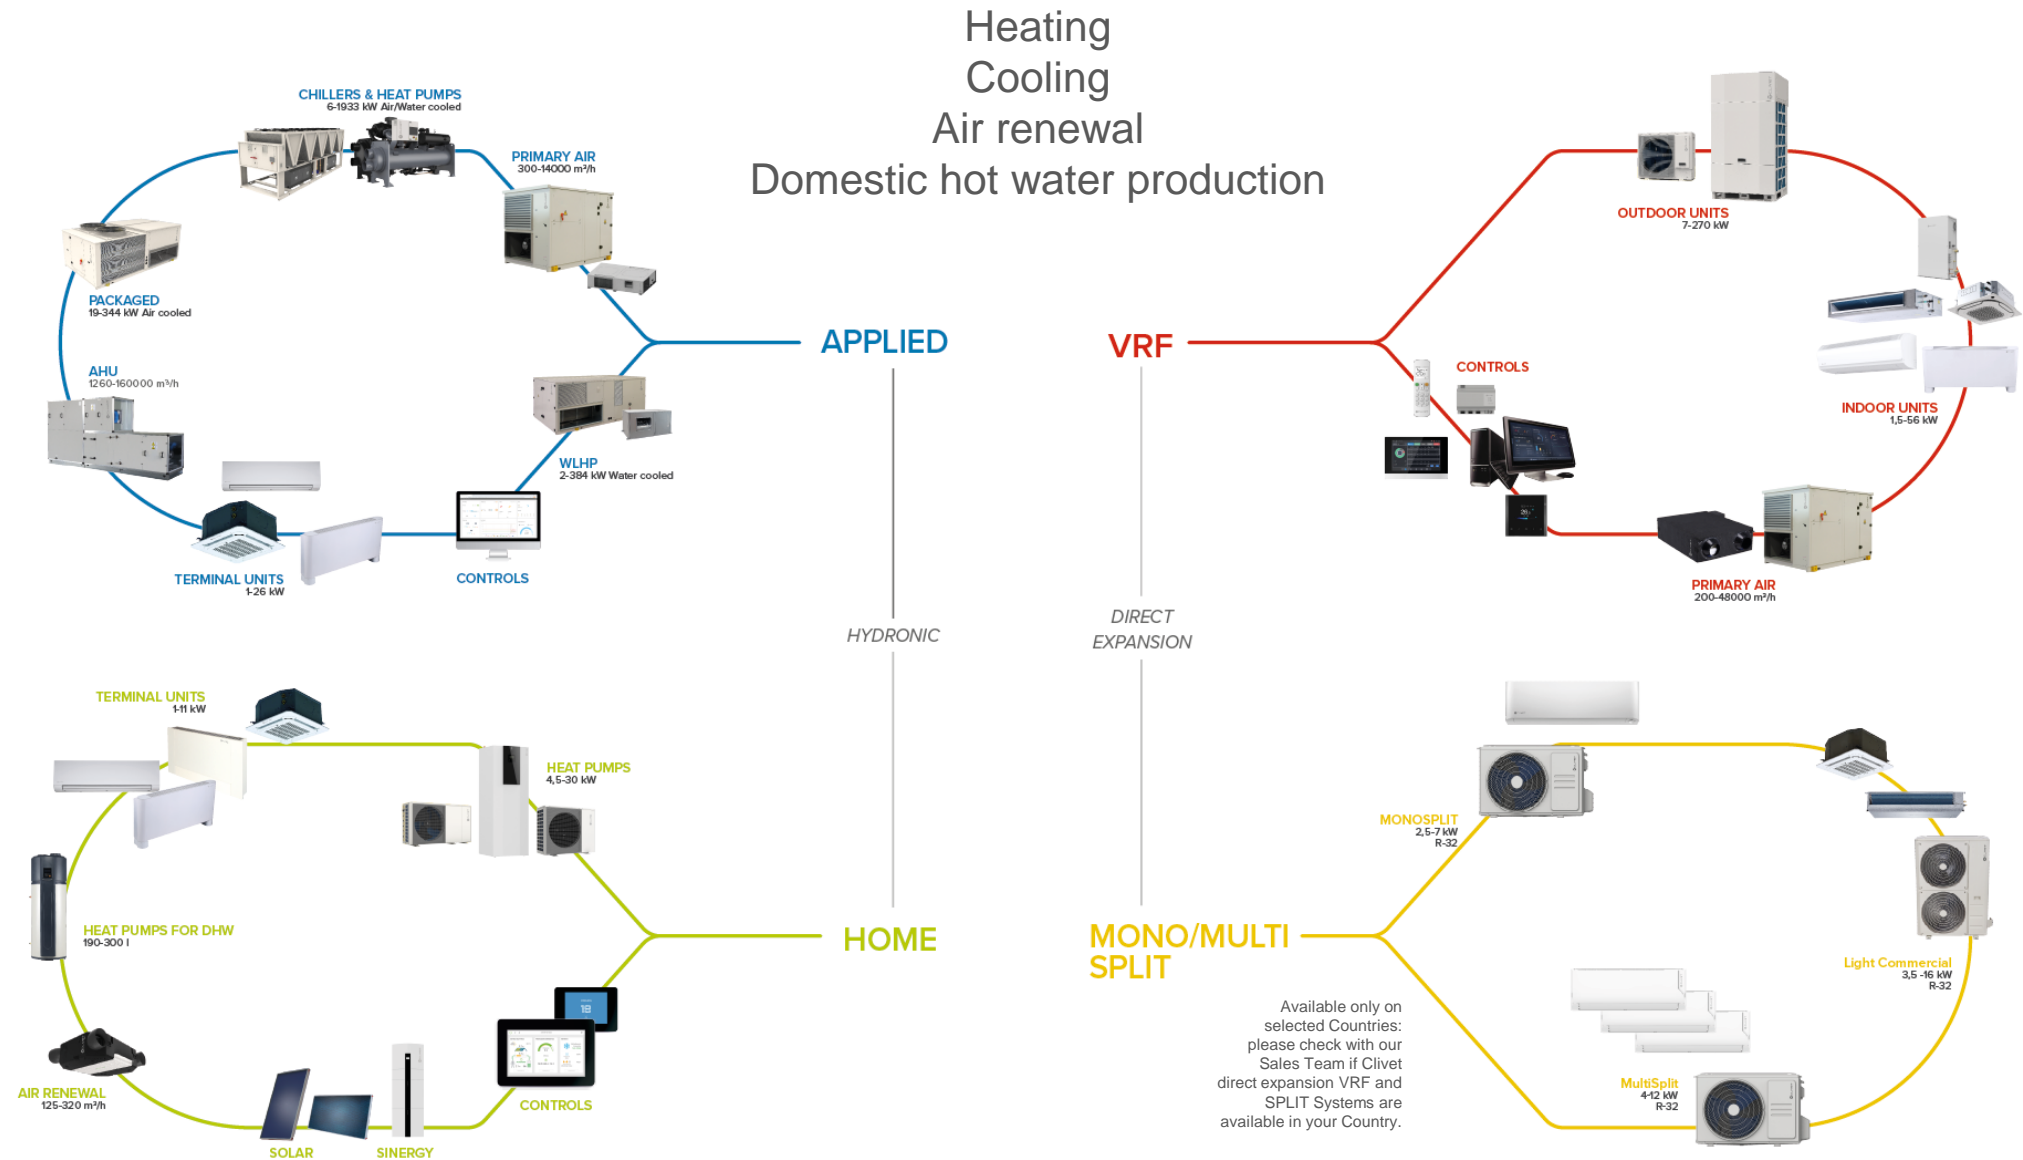 Heating
Cooling
Air renewal
Domestic hot water production
CHILLERS & HEAT PUMPS
6-1933 kW Air/Water cooled
PRIMARY AIR
300-14000 m³/h
PACKAGED
19-344 kW Air cooled
AHU
1260-160000 m³/h
TERMINAL UNITS
1-26 kW
CONTROLS
WLHP
2-384 kW Water cooled
APPLIED
VRF
OUTDOOR UNITS
7-270 kW
INDOOR UNITS
1,5-56 kW
CONTROLS
PRIMARY AIR
200-48000 m³/h
HYDRONIC
DIRECT
EXPANSION
TERMINAL UNITS
1-11 kW
HEAT PUMPS
4,5-30 kW
HEAT PUMPS FOR DHW
190-300 l
AIR RENEWAL
125-320 m³/h
SOLAR
SINERGY
CONTROLS
18
HOME
MONO/MULTI
SPLIT
Available only on
selected Countries:
please check with our
Sales Team if Clivet
direct expansion VRF and
SPLIT Systems are
available in your Country.
MONOSPLIT
2,5-7 kW
R-32
Light Commercial
3,5 -16 kW
R-32
MultiSplit
4-12 kW
R-32